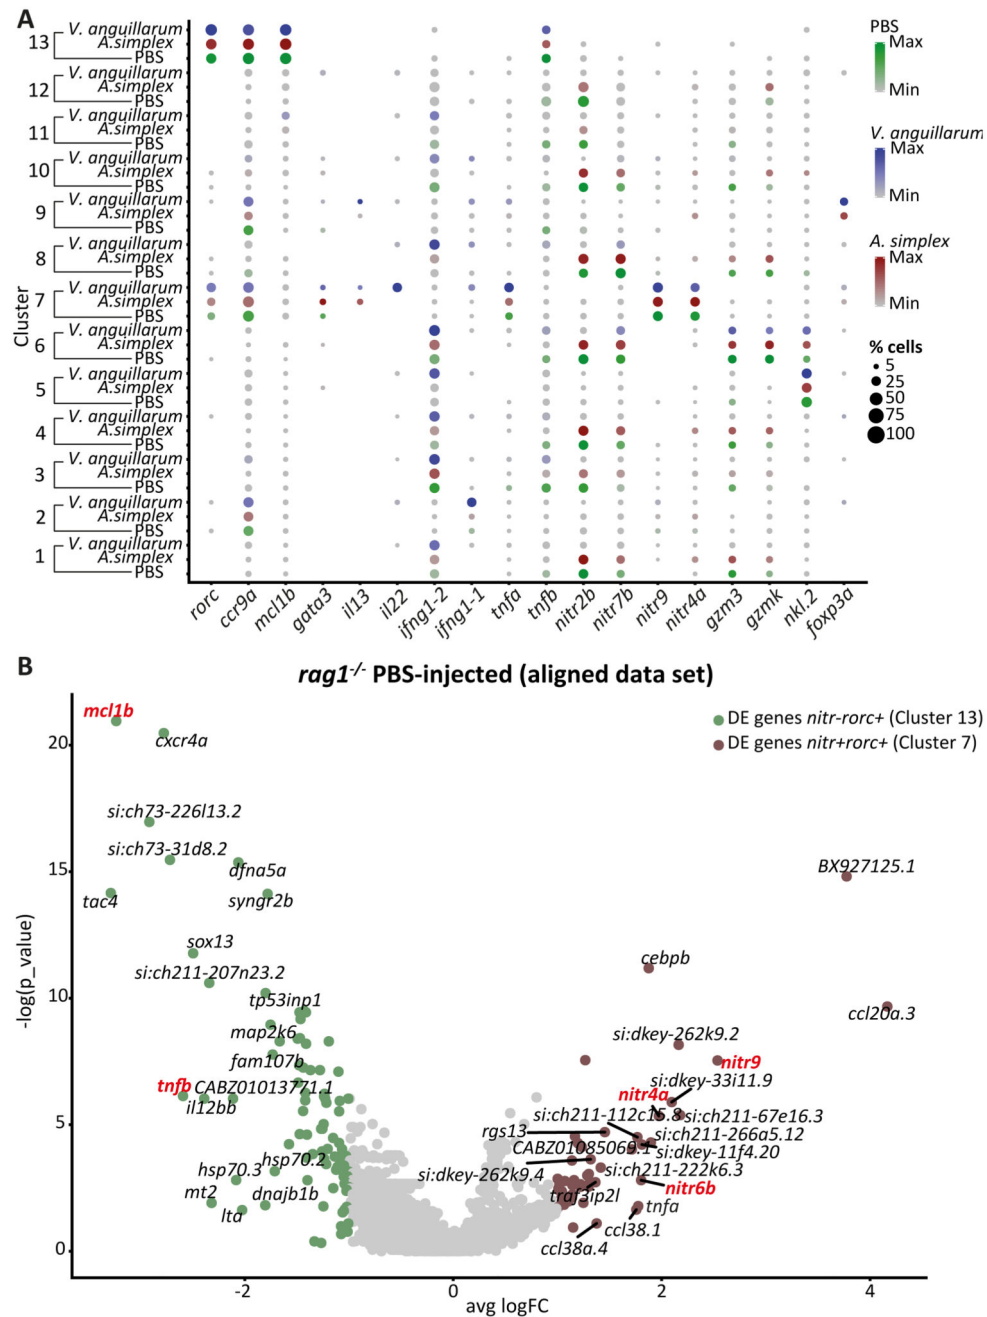 A
Cluster
13
V. anguillarum
A.simplex
PBS
12
V. anguillarum
A.simplex
PBS
11
V. anguillarum
A.simplex
PBS
10
V. anguillarum
A.simplex
PBS
9
V. anguillarum
A.simplex
PBS
8
V. anguillarum
A.simplex
PBS
7
V. anguillarum
A.simplex
PBS
6
V. anguillarum
A.simplex
PBS
5
V. anguillarum
A.simplex
PBS
4
V. anguillarum
A.simplex
PBS
3
V. anguillarum
A.simplex
PBS
2
V. anguillarum
A.simplex
PBS
1
V. anguillarum
A.simplex
PBS
rorc
ccr9a
mcl1b
gata3
il13
il22
ifng1-2
ifng1-1
tnfa
tnfb
nitr2b
nitr7b
nitr9
nitr4a
gzm3
gzmk
nkl.2
foxp3a
PBS
Max
Min
V. anguillarum
Max
Min
A. simplex
Max
Min
% cells
5
25
50
75
100
B
rag1-/- PBS-injected (aligned data set)
DE genes nitr-rorc+ (Cluster 13)
DE genes nitr+rorc+ (Cluster 7)
-log(p_value)
20
15
10
5
0
mcl1b
cxcr4a
si:ch73-226l13.2
si:ch73-31d8.2
dfna5a
tac4
syngr2b
sox13
si:ch211-207n23.2
tp53inp1
map2k6
fam107b
tnfb
CABZ01013771.1
il12bb
hsp70.2
hsp70.3
mt2
dnajb1b
lta
BX927125.1
cebpb
ccl20a.3
si:dkey-262k9.2
nitr9
si:dkey-33i11.9
nitr4a
si:ch211-112c15.8
si:ch211-67e16.3
rgs13
si:ch211-266a5.12
CABZ01085069.1
si:dkey-11f4.20
si:dkey-262k9.4
si:ch211-222k6.3
nitr6b
traf3ip2l
tnfa
ccl38.1
ccl38a.4
-2
0
2
4
avg logFC